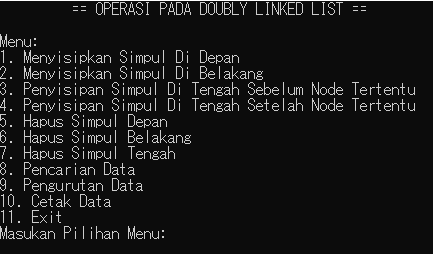 == OPERASI PADA DOUBLY LINKED LIST ==
Menu:
1. Menyisipkan Simpul Di Depan
2. Menyisipkan Simpul Di Belakang
3. Penyisipan Simpul Di Tengah Sebelum Node Tertentu
4. Penyisipan Simpul Di Tengah Setelah Node Tertentu
5. Hapus Simpul Depan
6. Hapus Simpul Belakang
7. Hapus Simpul Tengah
8. Pencarian Data
9. Pengurutan Data
10. Cetak Data
11. Exit
Masukan Pilihan Menu: